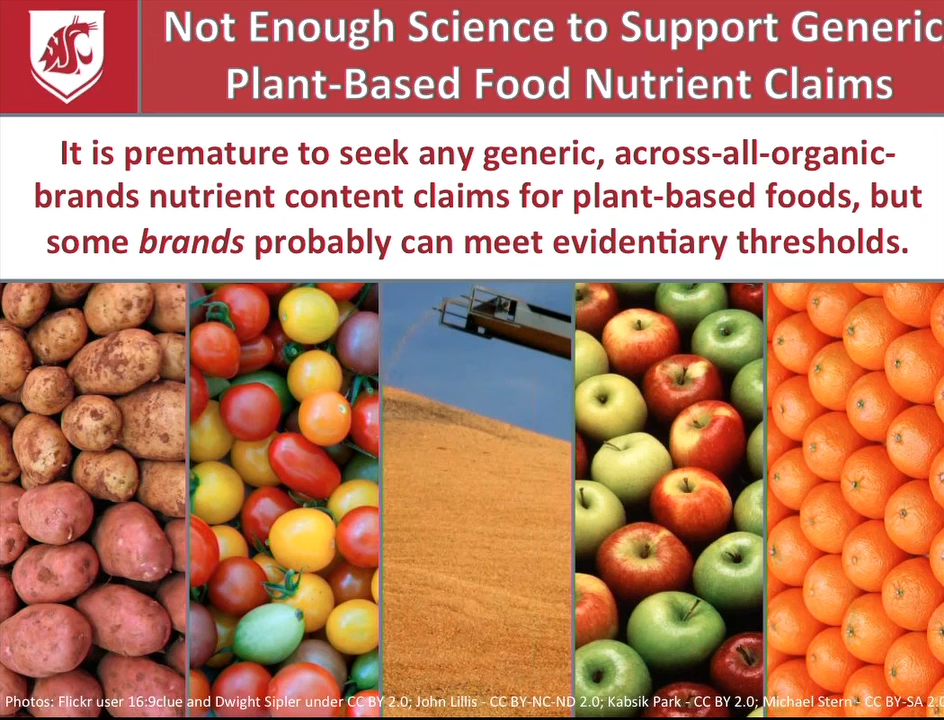 Not Enough Science to Support Generic
Plant-Based Food Nutrient Claims
It is premature to seek any generic, across-all-organic-
brands nutrient content claims for plant-based foods, but
some brands probably can meet evidentiary thresholds.
Photos: Flickr user 16:9clue and Dwight Sipler under CC BY 2.0; John Lillis - CC BY-NC-ND 2.0; Kabsik Park - CC BY 2.0; Michael Stern - CC BY-SA 2.